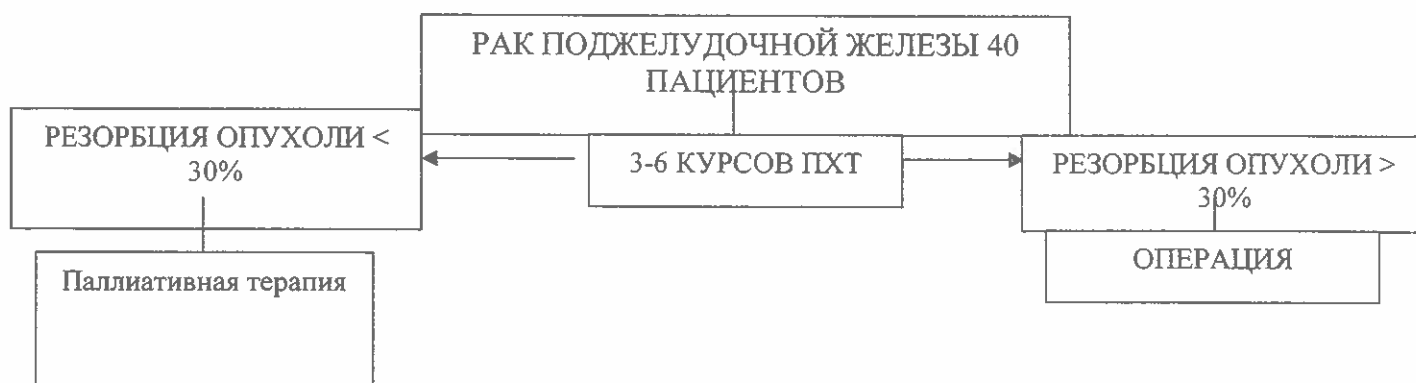 РАК ПОДЖЕЛУДОЧНОЙ ЖЕЛЕЗЫ 40
ПАЦИЕНТОВ
РЕЗОРБЦИЯ ОПУХОЛИ <
30%
3-6 КУРСОВ ПХТ
РЕЗОРБЦИЯ ОПУХОЛИ >
30%
Паллиативная терапия
ОПЕРАЦИЯ